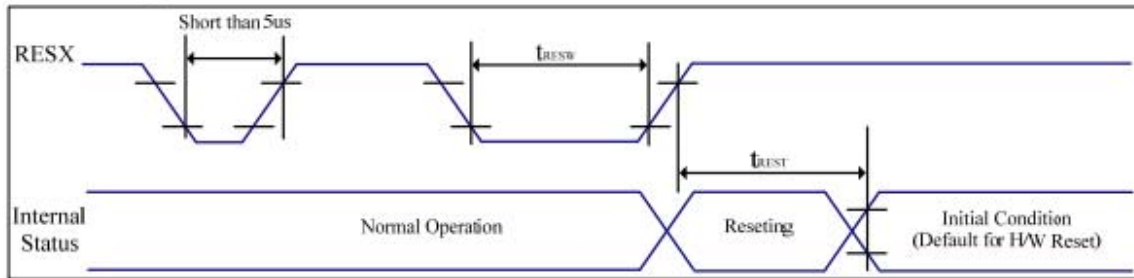 Short than 5us
RESX
tRESW
tREST
Internal
Status
Normal Operation
Reseting
Initial Condition
(Default for H/W Reset)